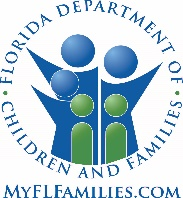 • FLORIDA DEPARTMENT OF •
CHILDREN AND FAMILIES
MYFLFAMILIES.COM